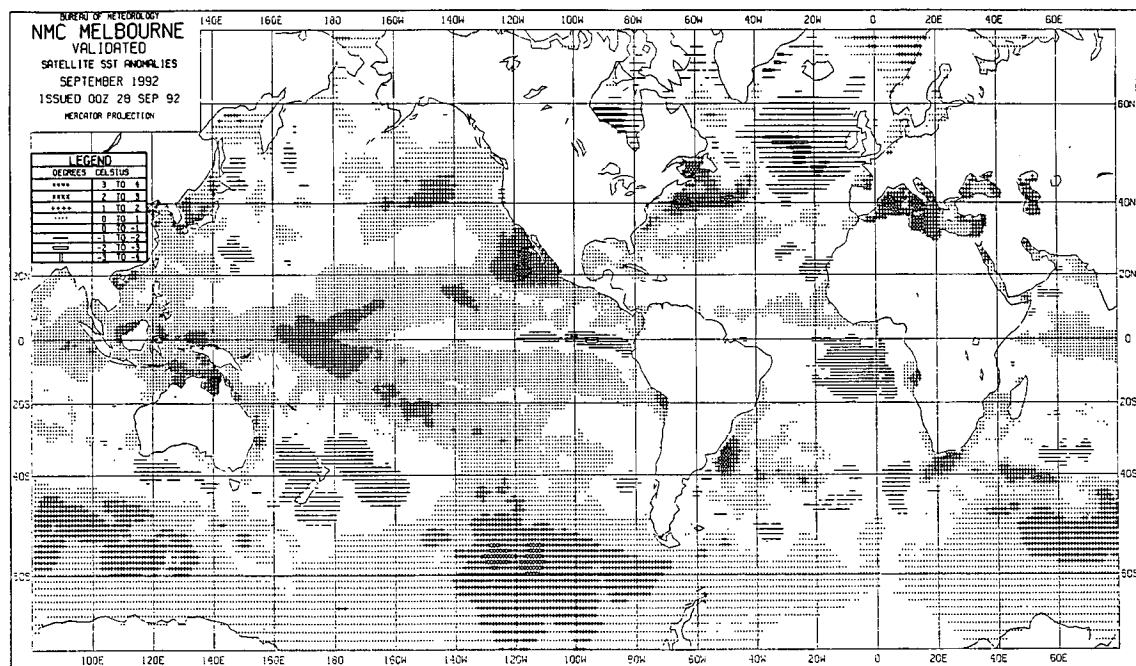 BUREAU OF METEOROLOGY
NMC MELBOURNE
VALIDATED
SATELLITE SST ANOMALIES
SEPTEMBER 1992
ISSUED 00Z 28 SEP 92
MERCATOR PROJECTION
140E 160E 180 160W 140W 120W 100W 80W 60W 40W 20W 0 20E 40E 60E
LEGEND
DEGREES CELSIUS
3 TO 4
2 TO 3
++++ 1 TO 2
0 TO 1
0 TO -1
-1 TO -2
-2 TO -3
-3 TO -4
60N
40N
20N
0 0
20S 20S
40S 40S
60S 60S
100E 120E 140E 160E 180 160W 140W 120W 100W 80W 60W 40W 20W 0 20E 40E 60E